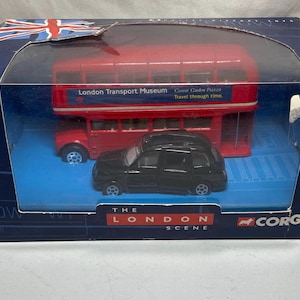 London Transport Museum
Covent Garden Piazza
Travel through time.
THE
LONDON
SCENE
CORGI